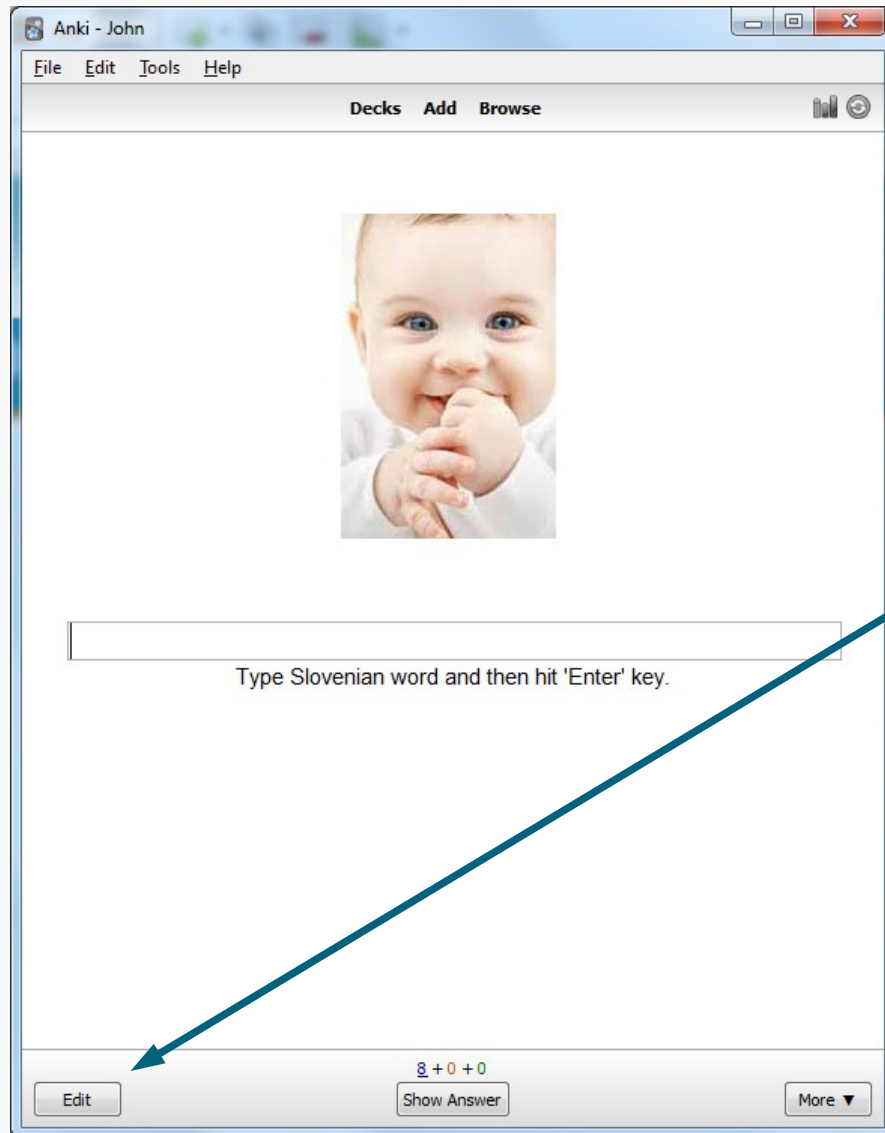 Anki - John
File Edit Tools Help
Decks Add Browse
Type Slovenian word and then hit 'Enter' key.
8 + 0 + 0
Edit Show Answer More ▼